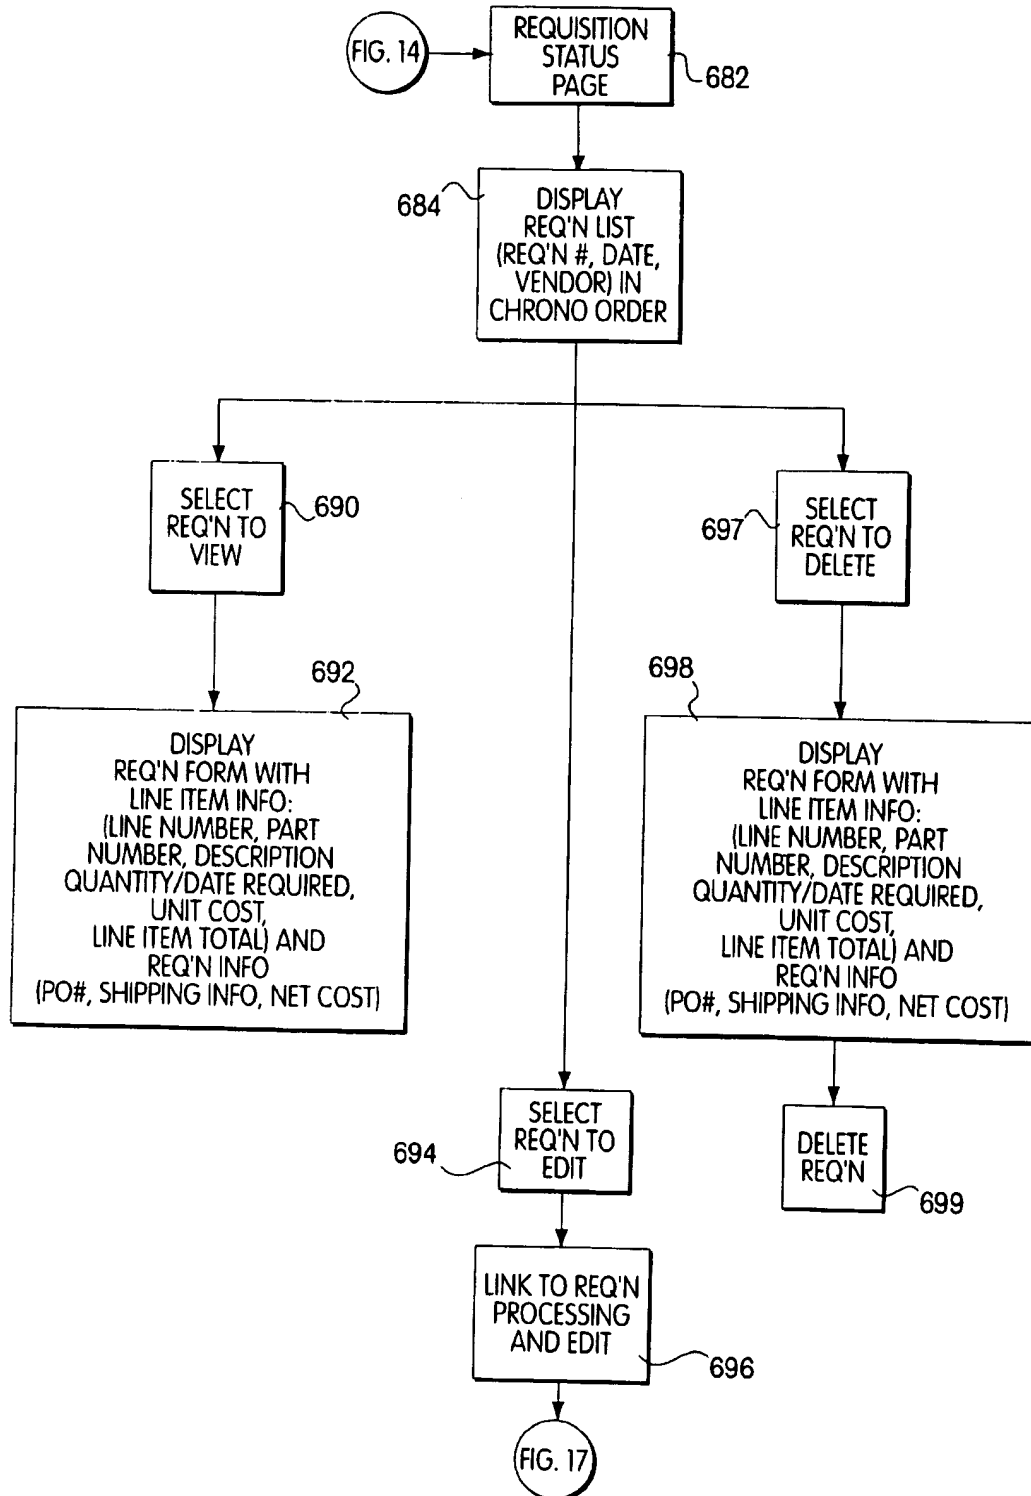 FIG. 14
REQUISITION
STATUS
PAGE
682
684
DISPLAY
REQ'N LIST
(REQ'N #, DATE,
VENDOR) IN
CHRONO ORDER
SELECT
REQ'N TO
VIEW
690
697
SELECT
REQ'N TO
DELETE
692
DISPLAY
REQ'N FORM WITH
LINE ITEM INFO:
(LINE NUMBER, PART
NUMBER, DESCRIPTION
QUANTITY/DATE REQUIRED,
UNIT COST,
LINE ITEM TOTAL) AND
REQ'N INFO
(PO#, SHIPPING INFO, NET COST)
698
DISPLAY
REQ'N FORM WITH
LINE ITEM INFO:
(LINE NUMBER, PART
NUMBER, DESCRIPTION
QUANTITY/DATE REQUIRED,
UNIT COST,
LINE ITEM TOTAL) AND
REQ'N INFO
(PO#, SHIPPING INFO, NET COST)
694
SELECT
REQ'N TO
EDIT
DELETE
REQ'N
699
LINK TO REQ'N
PROCESSING
AND EDIT
696
FIG. 17